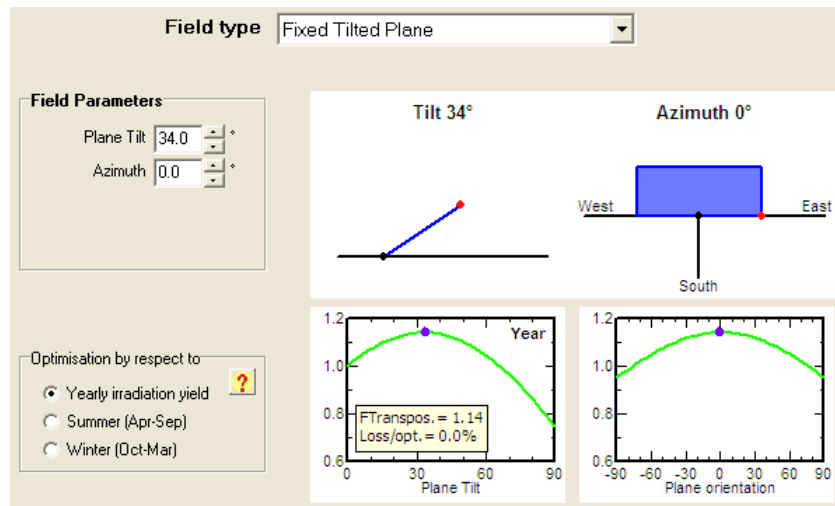 Field type Fixed Tilted Plane
Field Parameters
Plane Tilt 34.0 °
Azimuth 0.0 °
Tilt 34°
Azimuth 0°
West East
South
Optimisation by respect to
Yearly irradiation yield ?
Summer (Apr-Sep)
Winter (Oct-Mar)
1.2
1.0
0.8
0.6
Year
FTranspos. = 1.14
Loss/opt. = 0.0%
0 30 60 90
Plane Tilt
1.2
1.0
0.8
0.6
-90 -60 -30 0 30 60 90
Plane orientation